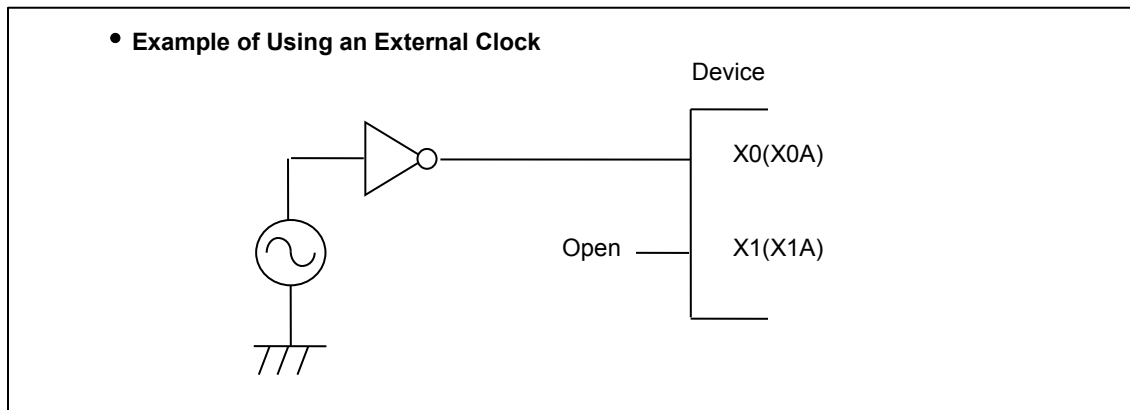 • Example of Using an External Clock
Device
X0(X0A)
Open
X1(X1A)